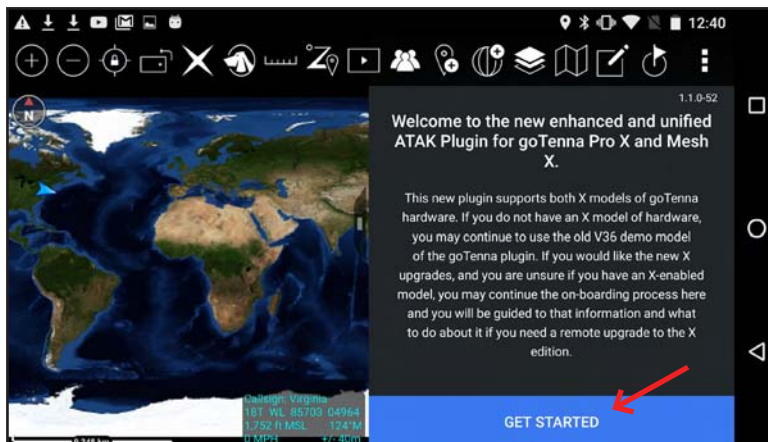 12:40
N
1.1.0-52
Welcome to the new enhanced and unified
ATAK Plugin for goTenna Pro X and Mesh
X.
This new plugin supports both X models of goTenna
hardware. If you do not have an X model of hardware,
you may continue to use the old V36 demo model
of the goTenna plugin. If you would like the new X
upgrades, and you are unsure if you have an X-enabled
model, you may continue the on-boarding process here
and you will be guided to that information and what
to do about it if you need a remote upgrade to the X
edition.
Callsign: Virginia
18T WL 85703 04964
1,752 ft MSL 124°M
0 MPH +/- 40m
GET STARTED